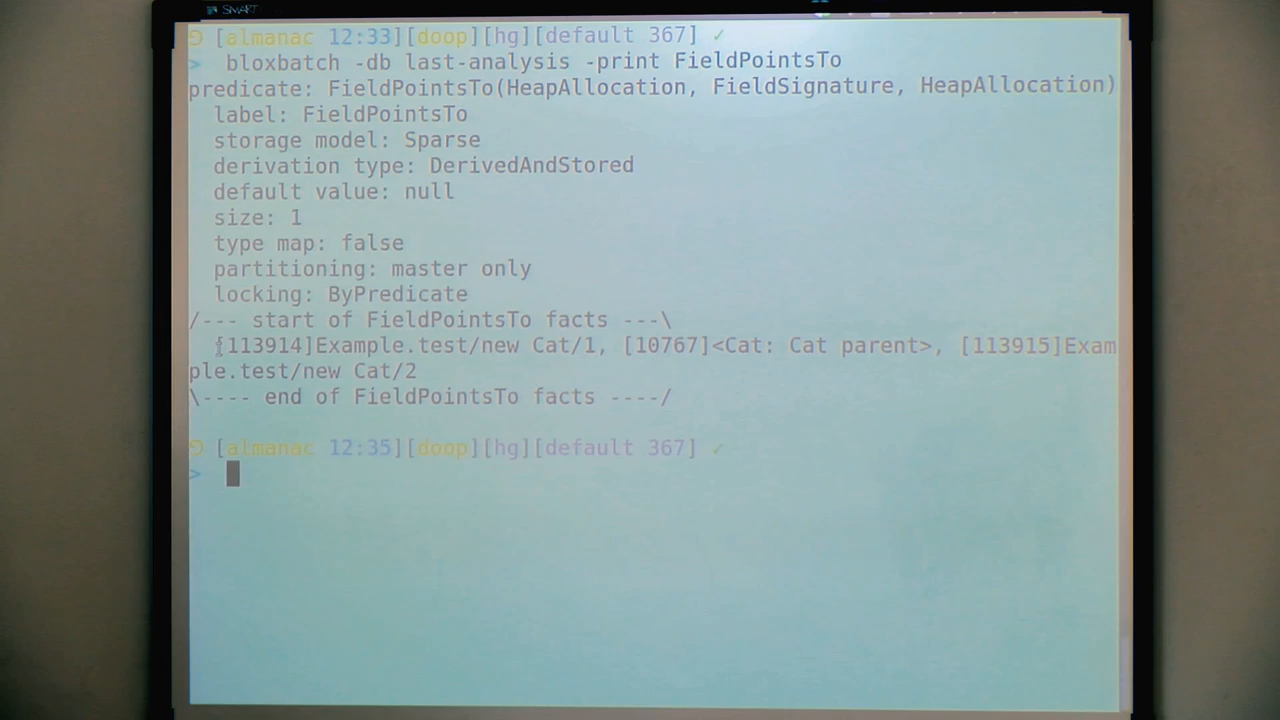 SMART
[almanac 12:33][doop][hg][default 367] ✓
> bloxbatch -db last-analysis -print FieldPointsTo
predicate: FieldPointsTo(HeapAllocation, FieldSignature, HeapAllocation)
label: FieldPointsTo
storage model: Sparse
derivation type: DerivedAndStored
default value: null
size: 1
type map: false
partitioning: master only
locking: ByPredicate
/--- start of FieldPointsTo facts ---\
[113914]Example.test/new Cat/1, [10767]<Cat: Cat parent>, [113915]Exam
ple.test/new Cat/2
\---- end of FieldPointsTo facts ----/
[almanac 12:35][doop][hg][default 367] ✓
>